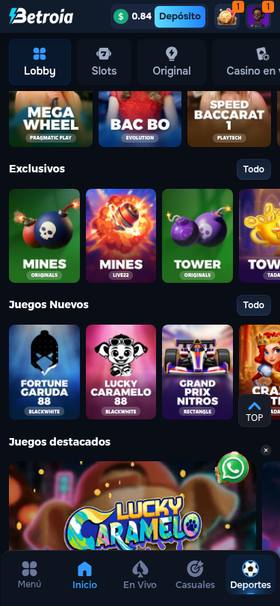 Betroia
$ 0.84 Depósito
1
1
Lobby
Slots
Original
Casino en
MEGA WHEEL
PRAGMATIC PLAY
BAC BO
EVOLUTION
SPEED BACCARAT 1
PLAYTECH
Exclusivos
Todo
MINES
ORIGINALS
MINES
LIVE22
TOWER
ORIGINALS
TOW
TADA
Juegos Nuevos
Todo
FORTUNE GARUDA 88
BLACKWHITE
LUCKY CARAMELO 88
BLACKWHITE
GRAND PRIX NITROS
RECTANGLE
TOP
Juegos destacados
LUCKY
CARAMELO
Menú
Inicio
En Vivo
Casuales
Deportes